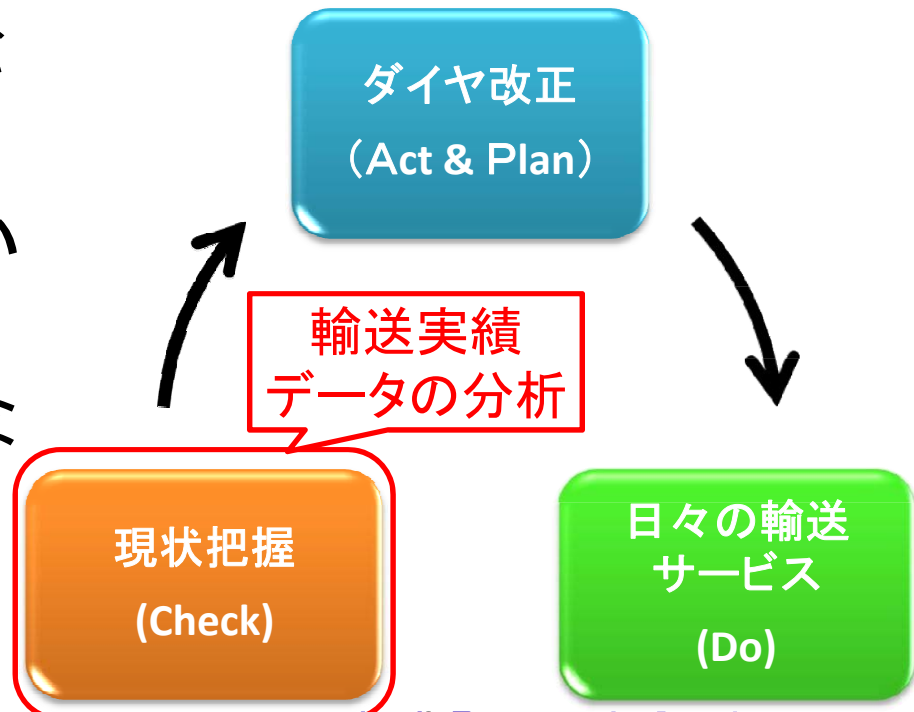 ダイヤ改正
（Act & Plan）
輸送実績
データの分析
現状把握
(Check)
日々の輸送
サービス
(Do)